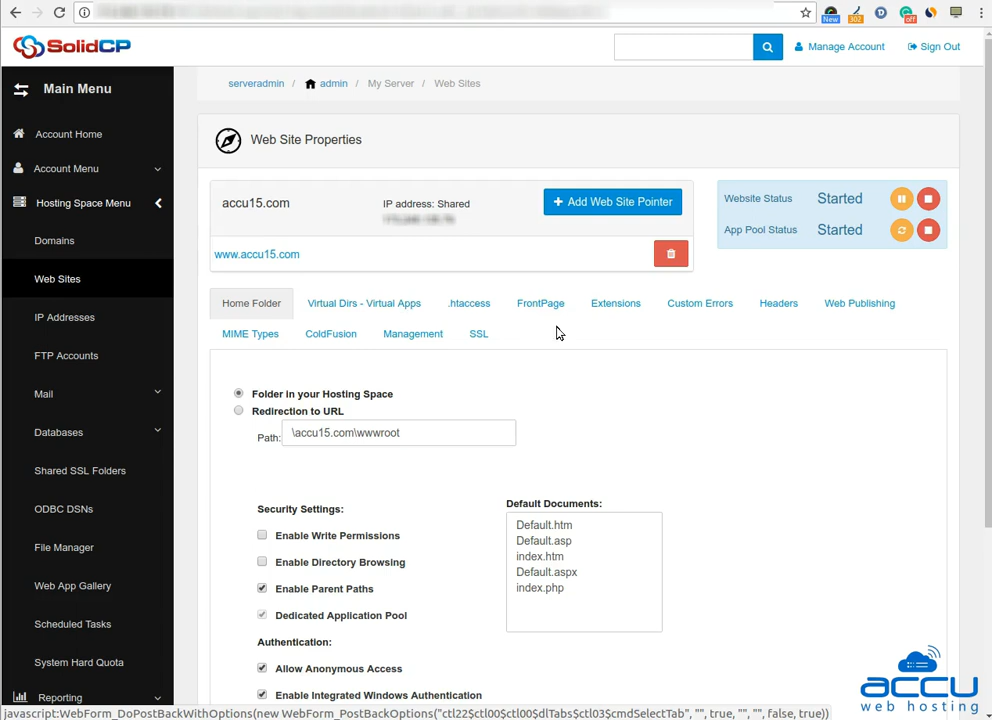 New
302
off
SolidCP
Manage Account
Sign Out
Main Menu
serveradmin / admin / My Server / Web Sites
Account Home
Account Menu
Hosting Space Menu
Domains
Web Sites
IP Addresses
FTP Accounts
Mail
Databases
Shared SSL Folders
ODBC DSNs
File Manager
Web App Gallery
Scheduled Tasks
System Hard Quota
Reporting
Web Site Properties
accu15.com
IP address: Shared
Add Web Site Pointer
www.accu15.com
Website Status Started
App Pool Status Started
Home Folder Virtual Dirs - Virtual Apps .htaccess FrontPage Extensions Custom Errors Headers Web Publishing
MIME Types ColdFusion Management SSL
Folder in your Hosting Space
Redirection to URL
Path: \accu15.com\wwwroot
Security Settings:
Enable Write Permissions
Enable Directory Browsing
Enable Parent Paths
Dedicated Application Pool
Authentication:
Allow Anonymous Access
Enable Integrated Windows Authentication
Default Documents:
Default.htm
Default.asp
index.htm
Default.aspx
index.php
accu
web hosting
javascript:WebForm_DoPostBackWithOptions(new WebForm_PostBackOptions("ctl22$ctl00$ctl00$dlTabs$ctl03$cmdSelectTab", "", true, "", "", false, true))